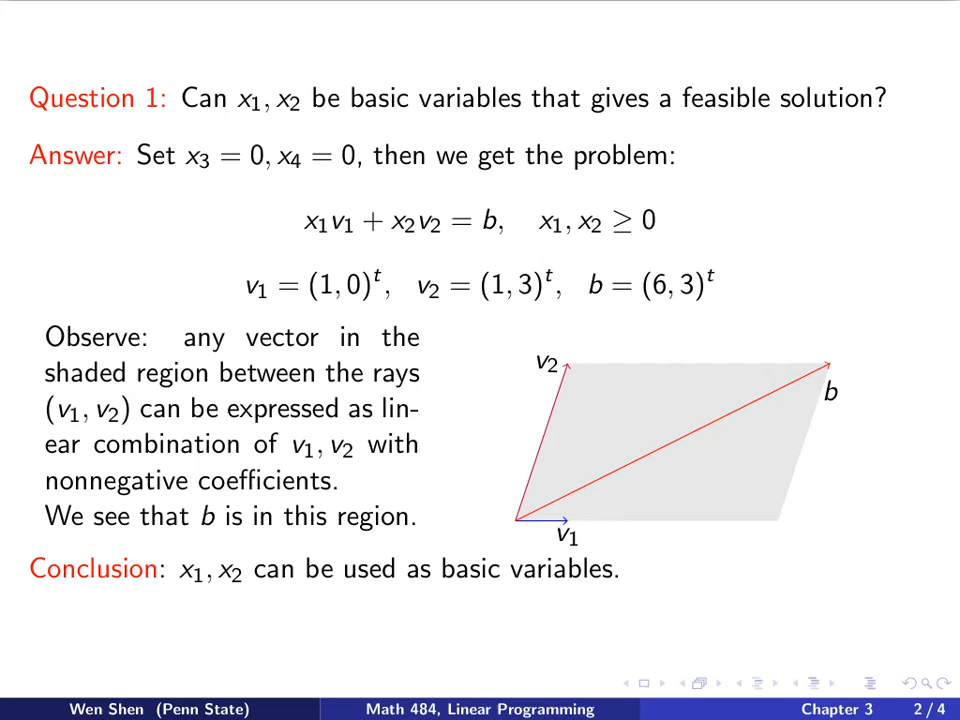 Question 1: Can x₁, x₂ be basic variables that gives a feasible solution?
Answer: Set x₃ = 0, x₄ = 0, then we get the problem:
x₁v₁ + x₂v₂ = b, x₁, x₂ ≥ 0
v₁ = (1, 0)ᵗ, v₂ = (1, 3)ᵗ, b = (6, 3)ᵗ
Observe: any vector in the
shaded region between the rays
(v₁, v₂) can be expressed as lin-
ear combination of v₁, v₂ with
nonnegative coefficients.
We see that b is in this region.
v₂
b
v₁
Conclusion: x₁, x₂ can be used as basic variables.
Wen Shen (Penn State)
Math 484, Linear Programming
Chapter 3
2 / 4